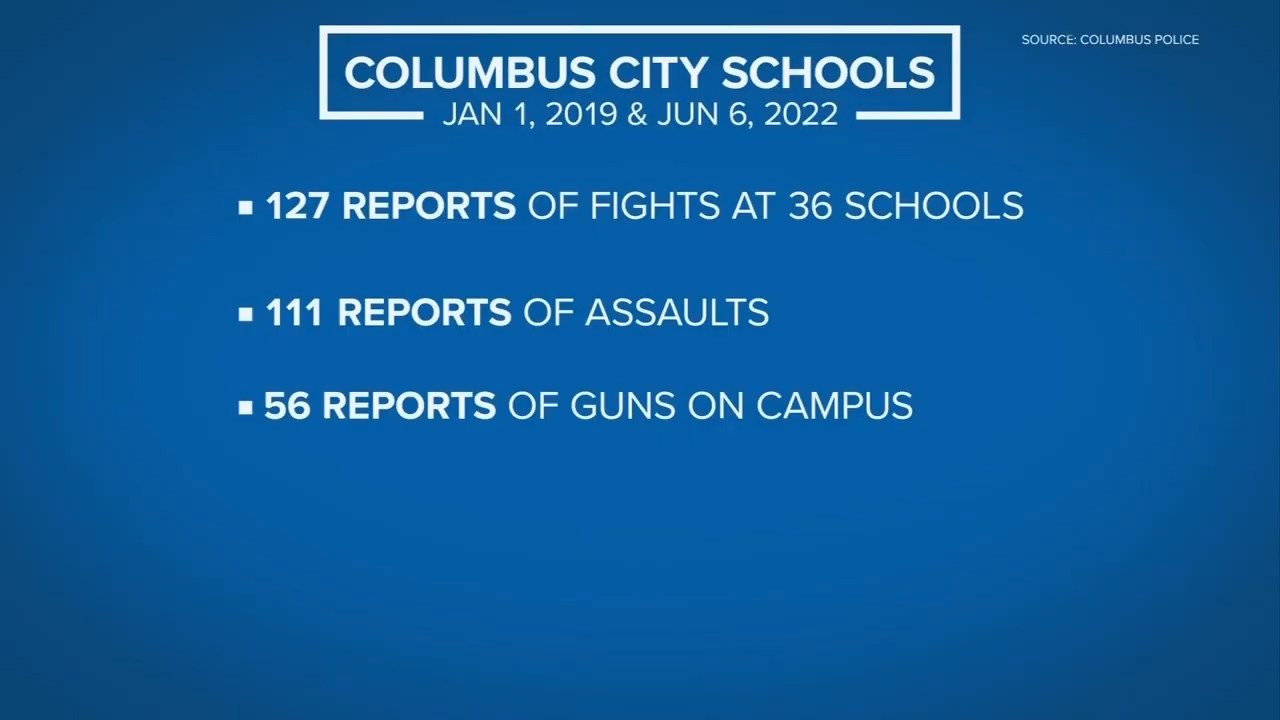 SOURCE: COLUMBUS POLICE
COLUMBUS CITY SCHOOLS
JAN 1, 2019 & JUN 6, 2022
127 REPORTS OF FIGHTS AT 36 SCHOOLS
111 REPORTS OF ASSAULTS
56 REPORTS OF GUNS ON CAMPUS